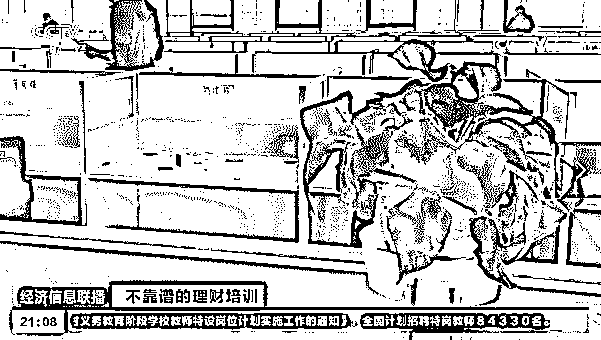 经济信息联播
不靠谱的理财培训
21:08
义务教育阶段学校教师特设岗位计划实施工作的通知》。全国计划招聘特岗教师84330名。